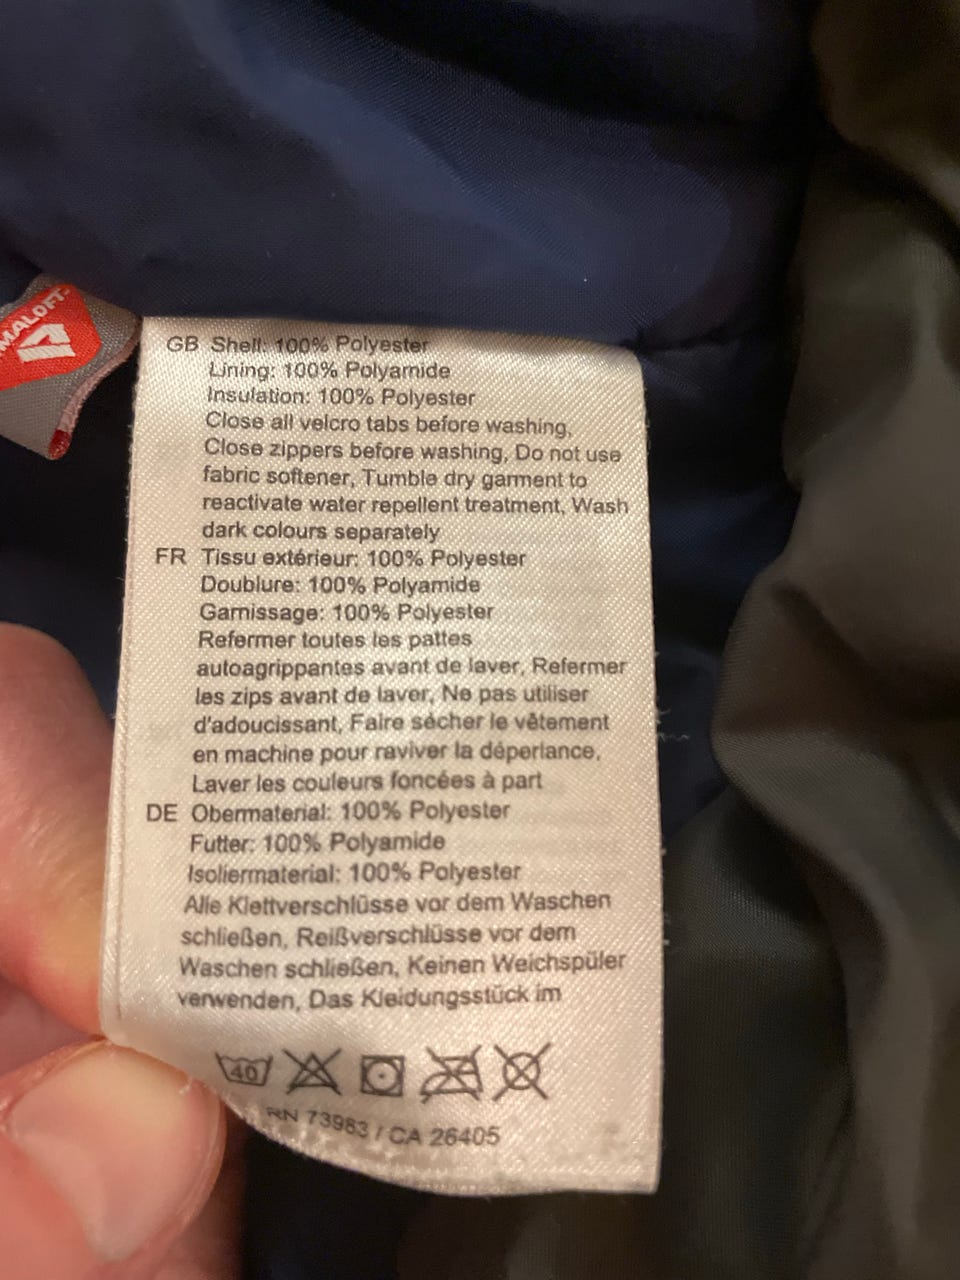 MALOFT
GB Shell: 100% Polyester
Lining: 100% Polyamide
Insulation: 100% Polyester
Close all velcro tabs before washing,
Close zippers before washing, Do not use
fabric softener, Tumble dry garment to
reactivate water repellent treatment, Wash
dark colours separately
FR Tissu extérieur: 100% Polyester
Doublure: 100% Polyamide
Garnissage: 100% Polyester
Refermer toutes les pattes
autoagrippantes avant de laver, Refermer
les zips avant de laver, Ne pas utiliser
d'adoucissant, Faire sécher le vêtement
en machine pour raviver la déperlance,
Laver les couleurs foncées à part
DE Obermaterial: 100% Polyester
Futter: 100% Polyamide
Isoliermaterial: 100% Polyester
Alle Klettverschlüsse vor dem Waschen
schließen, Reißverschlüsse vor dem
Waschen schließen, Keinen Weichspüler
verwenden, Das Kleidungsstück im
40
RN 73963 / CA 26405